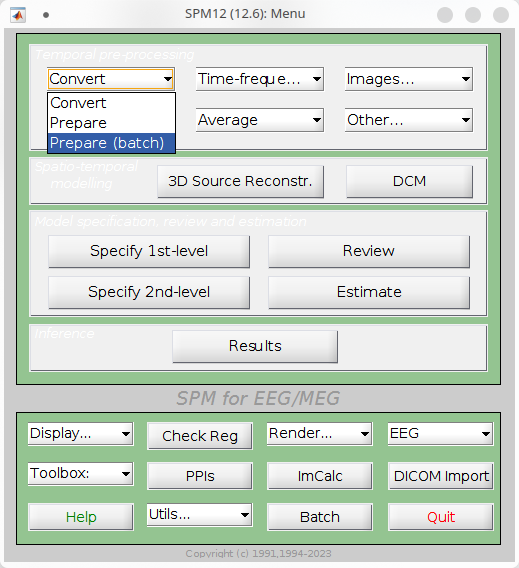 SPM12 (12.6): Menu
Temporal pre-processing
Convert Time-freque... Images...
Convert
Prepare Average Other...
Prepare (batch)
Spatio-temporal
modelling
3D Source Reconstr. DCM
Model specification, review and estimation
Specify 1st-level Review
Specify 2nd-level Estimate
Inference
Results
SPM for EEG/MEG
Display... Check Reg Render... EEG
Toolbox: PPIs ImCalc DICOM Import
Help Utils... Batch Quit
Copyright (c) 1991,1994-2023